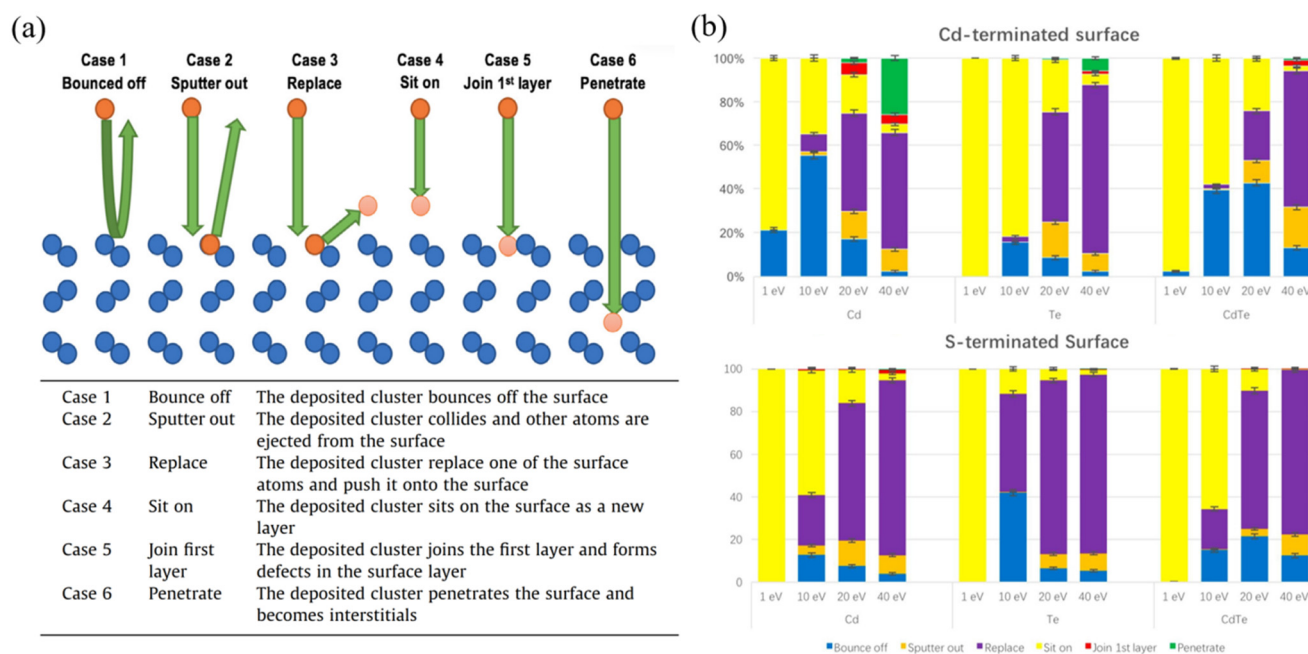 (a)
Case 1
Bounced off
Case 2
Sputter out
Case 3
Replace
Case 4
Sit on
Case 5
Join 1st layer
Case 6
Penetrate
Case 1 Bounce off The deposited cluster bounces off the surface
Case 2 Sputter out The deposited cluster collides and other atoms are
ejected from the surface
Case 3 Replace The deposited cluster replace one of the surface
atoms and push it onto the surface
Case 4 Sit on The deposited cluster sits on the surface as a new
layer
Case 5 Join first The deposited cluster joins the first layer and forms
layer defects in the surface layer
Case 6 Penetrate The deposited cluster penetrates the surface and
becomes interstitials
(b)
Cd-terminated surface
100%
80%
60%
40%
20%
0%
1 eV 10 eV 20 eV 40 eV 1 eV 10 eV 20 eV 40 eV 1 eV 10 eV 20 eV 40 eV
Cd Te CdTe
S-terminated Surface
100
80
60
40
20
0
1 eV 10 eV 20 eV 40 eV 1 eV 10 eV 20 eV 40 eV 1 eV 10 eV 20 eV 40 eV
Cd Te CdTe
Bounce off Sputter out Replace Sit on Join 1st layer Penetrate